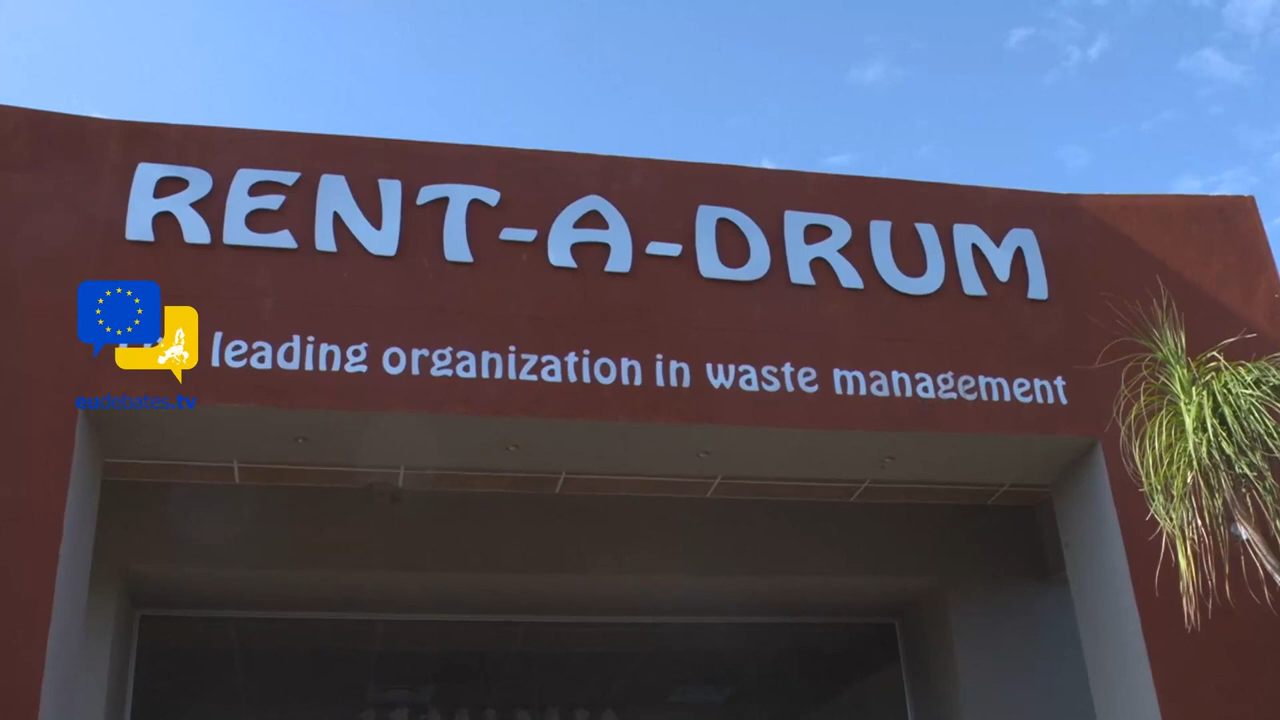 RENT-A-DRUM
leading organization in waste management
eudebates.tv